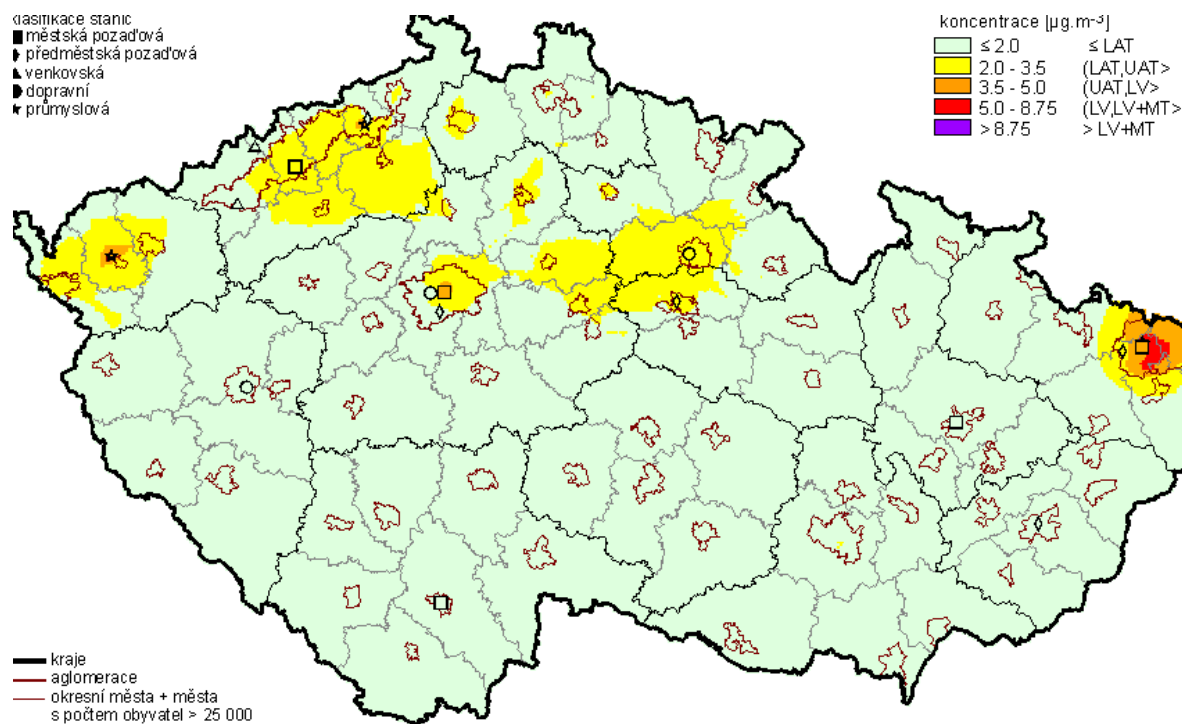 klasifikace stanic
městská pozaďová
předměstská pozaďová
venkovská
dopravní
průmyslová
koncentrace [µg.m⁻³]
≤ 2.0 ≤ LAT
2.0 - 3.5 (LAT,UAT>
3.5 - 5.0 (UAT,LV>
5.0 - 8.75 (LV,LV+MT>
> 8.75 > LV+MT
kraje
aglomerace
okresní města + města
s počtem obyvatel > 25 000